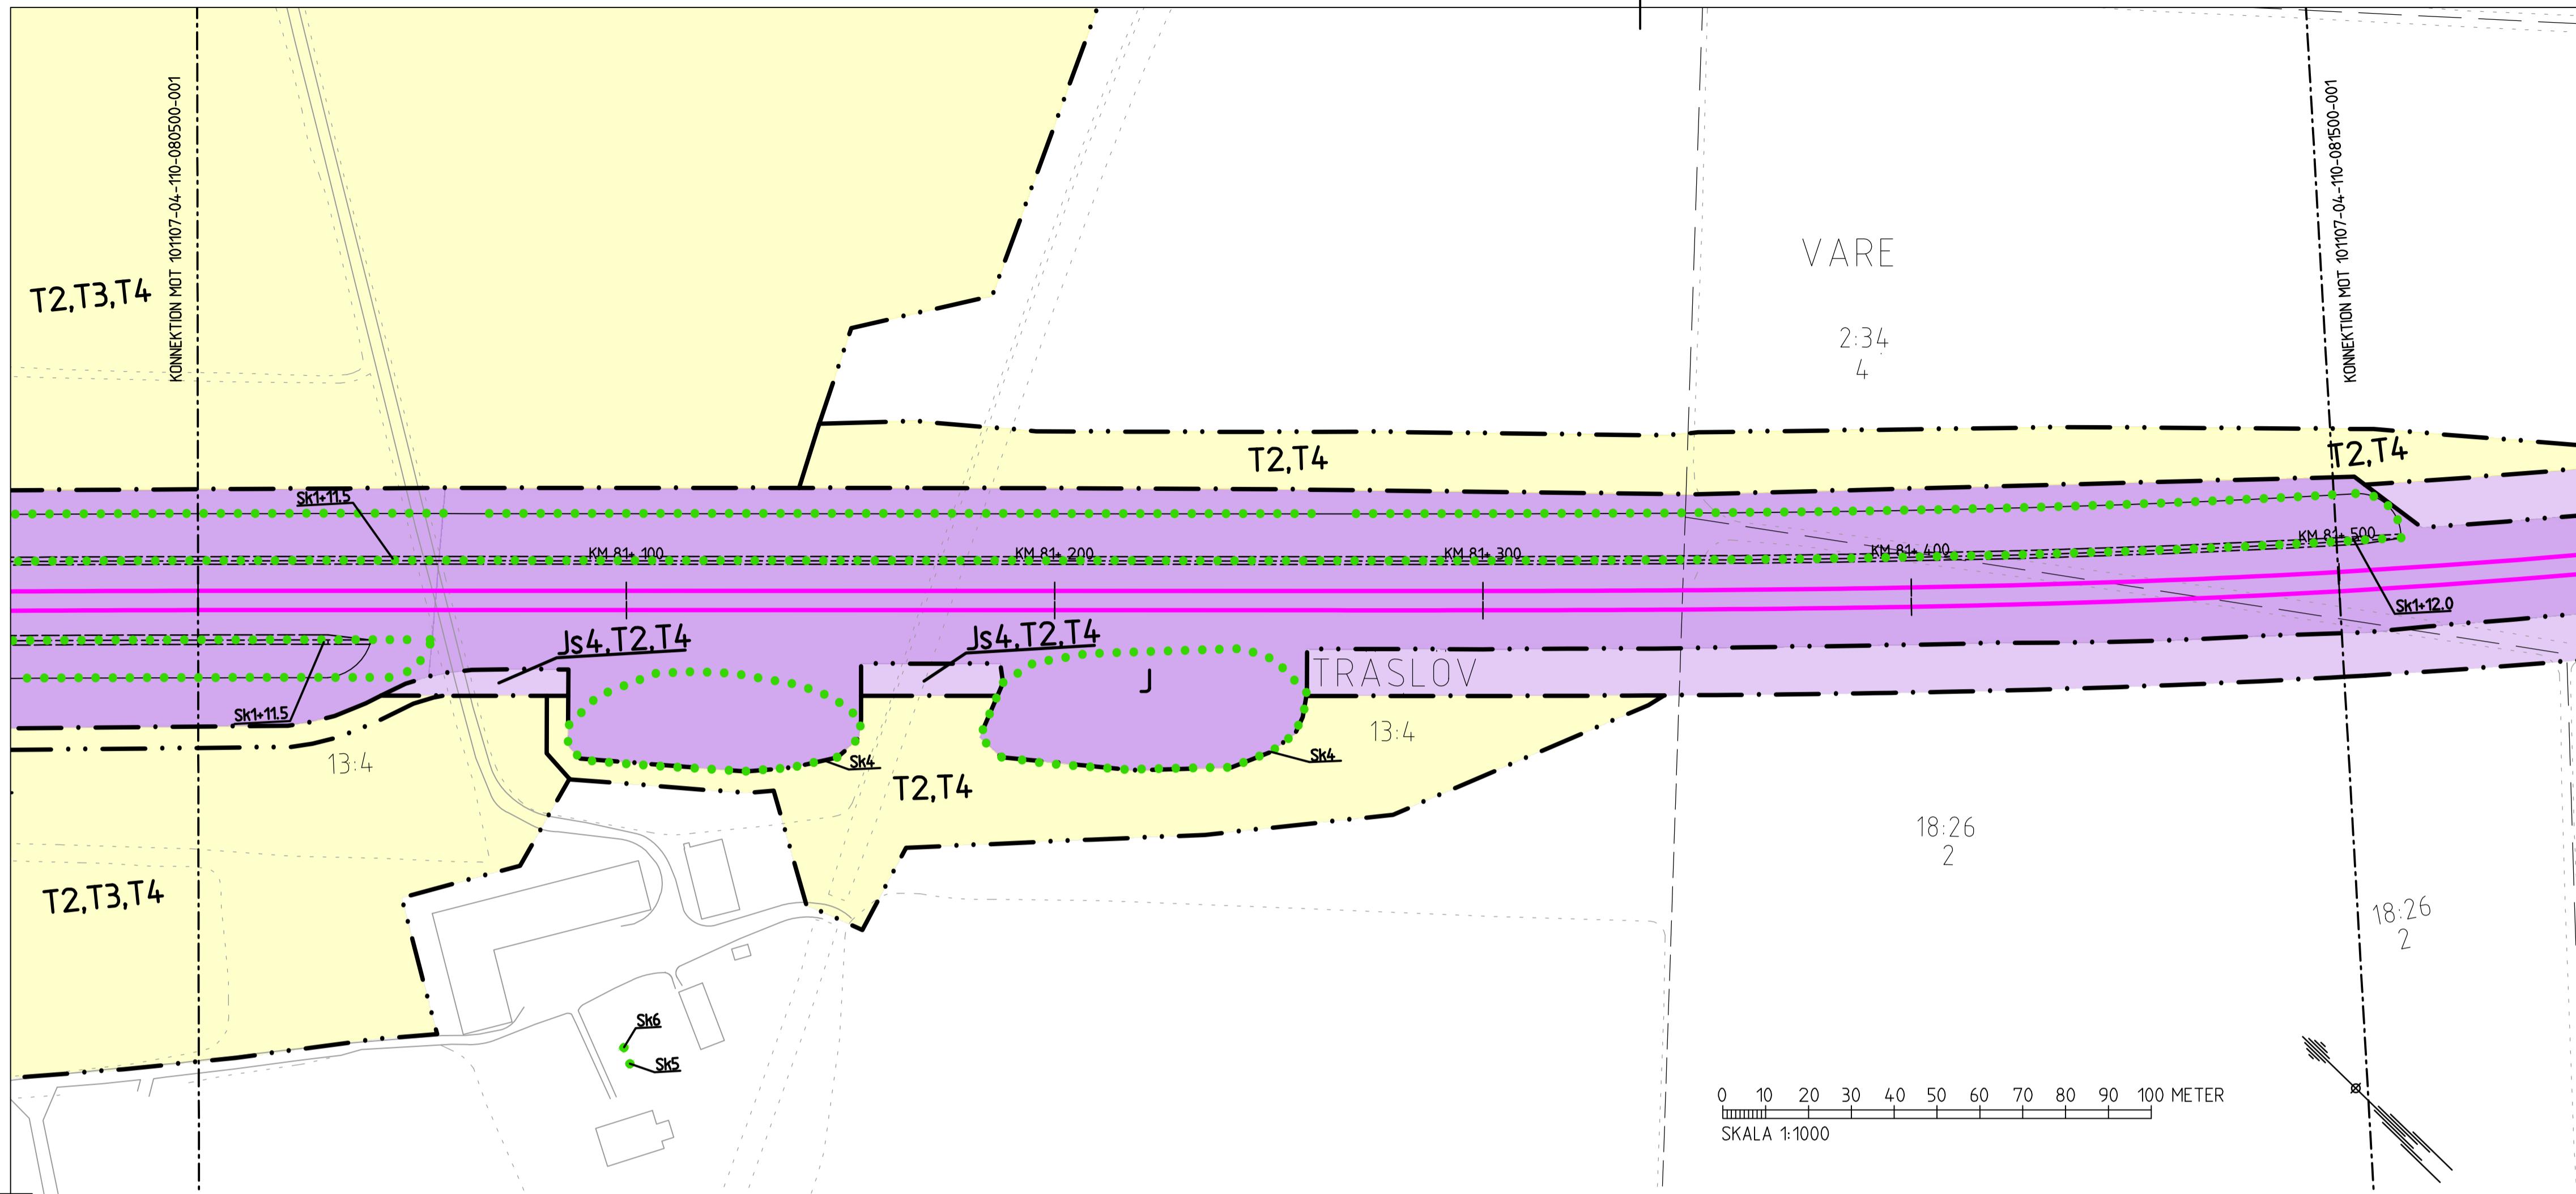 KONNEKTION MOT 101107-04-110-080500-001
KONNEKTION MOT 101107-04-110-081500-001
VARE
T2,T3,T4
2:34
4
T2,T4
T2,T4
Sk1+11.5
KM 81+ 100
KM 81+ 200
KM 81+ 300
KM 81+ 400
KM 81+ 500
Sk1+12.0
Js4,T2,T4
Js4,T2,T4
J
TRASLOV
Sk1+11.5
13:4
13:4
Sk4
Sk4
T2,T4
18:26
2
T2,T3,T4
18:26
2
Sk6
Sk5
0 10 20 30 40 50 60 70 80 90 100 METER
SKALA 1:1000